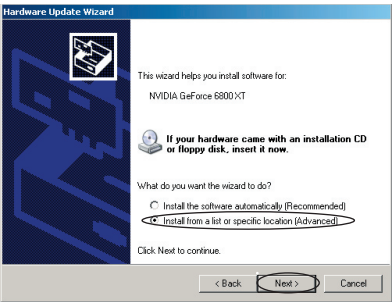 Hardware Update Wizard
This wizard helps you install software for:
NVIDIA GeForce 6800 XT
If your hardware came with an installation CD
or floppy disk, insert it now.
What do you want the wizard to do?
Install the software automatically (Recommended)
Install from a list or specific location (Advanced)
Click Next to continue.
< Back
Next >
Cancel